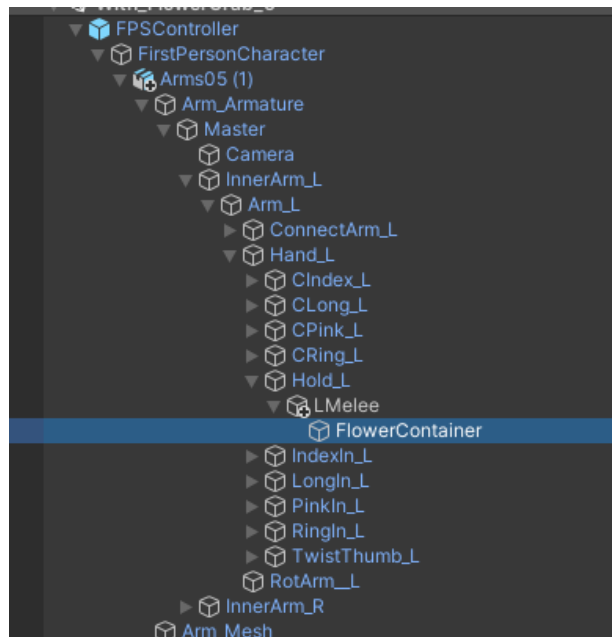 With_FlowerGrab_3
FPSController
FirstPersonCharacter
Arms05 (1)
Arm_Armature
Master
Camera
InnerArm_L
Arm_L
ConnectArm_L
Hand_L
CIndex_L
CLong_L
CPink_L
CRing_L
Hold_L
LMelee
FlowerContainer
IndexIn_L
LongIn_L
PinkIn_L
RingIn_L
TwistThumb_L
RotArm__L
InnerArm_R
Arm_Mesh